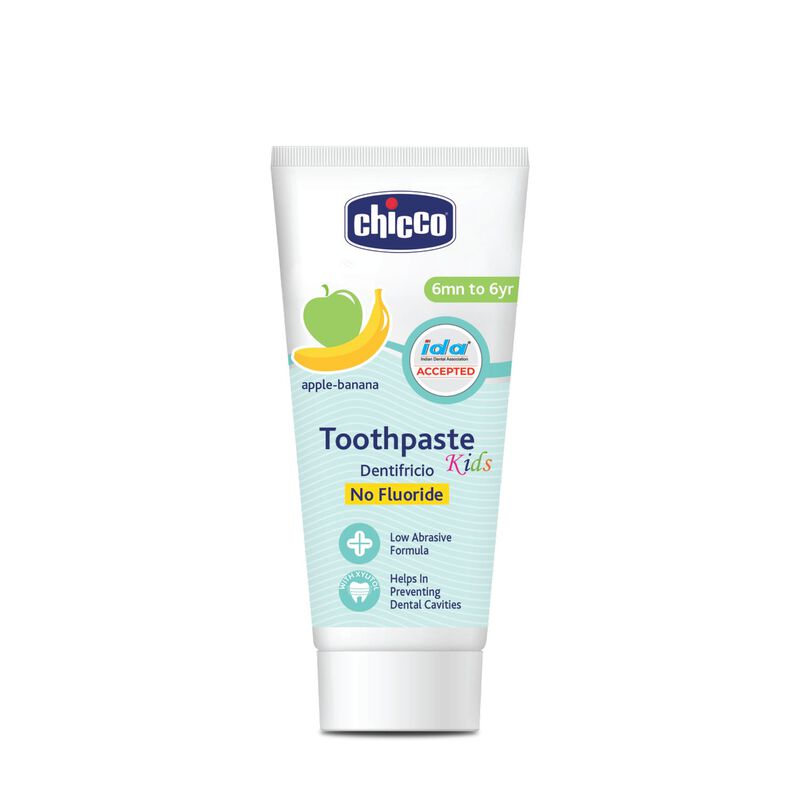 chicco
6mn to 6yr
ida
Indian Dental Association
ACCEPTED
apple-banana
Toothpaste
Kids
Dentifricio
No Fluoride
Low Abrasive
Formula
WITH XYLITOL
Helps In
Preventing
Dental Cavities